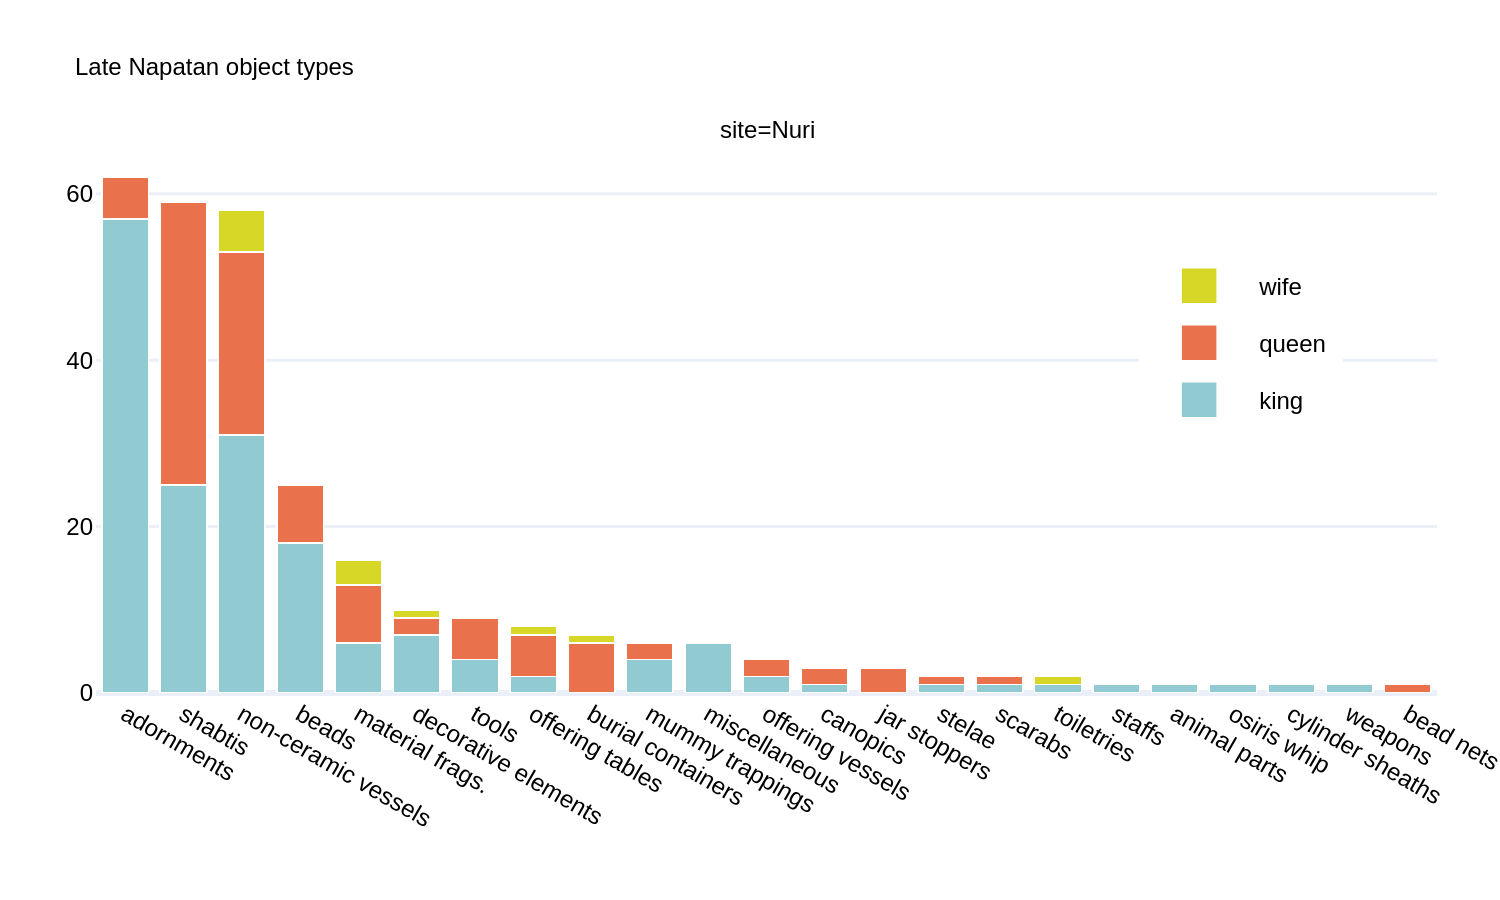 Late Napatan object types
site=Nuri
60
40
20
0
wife
queen
king
adornments
shabtis
non-ceramic vessels
beads
material frags.
decorative elements
tools
offering tables
burial containers
mummy trappings
miscellaneous
offering vessels
canopics
jar stoppers
stelae
scarabs
toiletries
staffs
animal parts
osiris whip
cylinder sheaths
weapons
bead nets